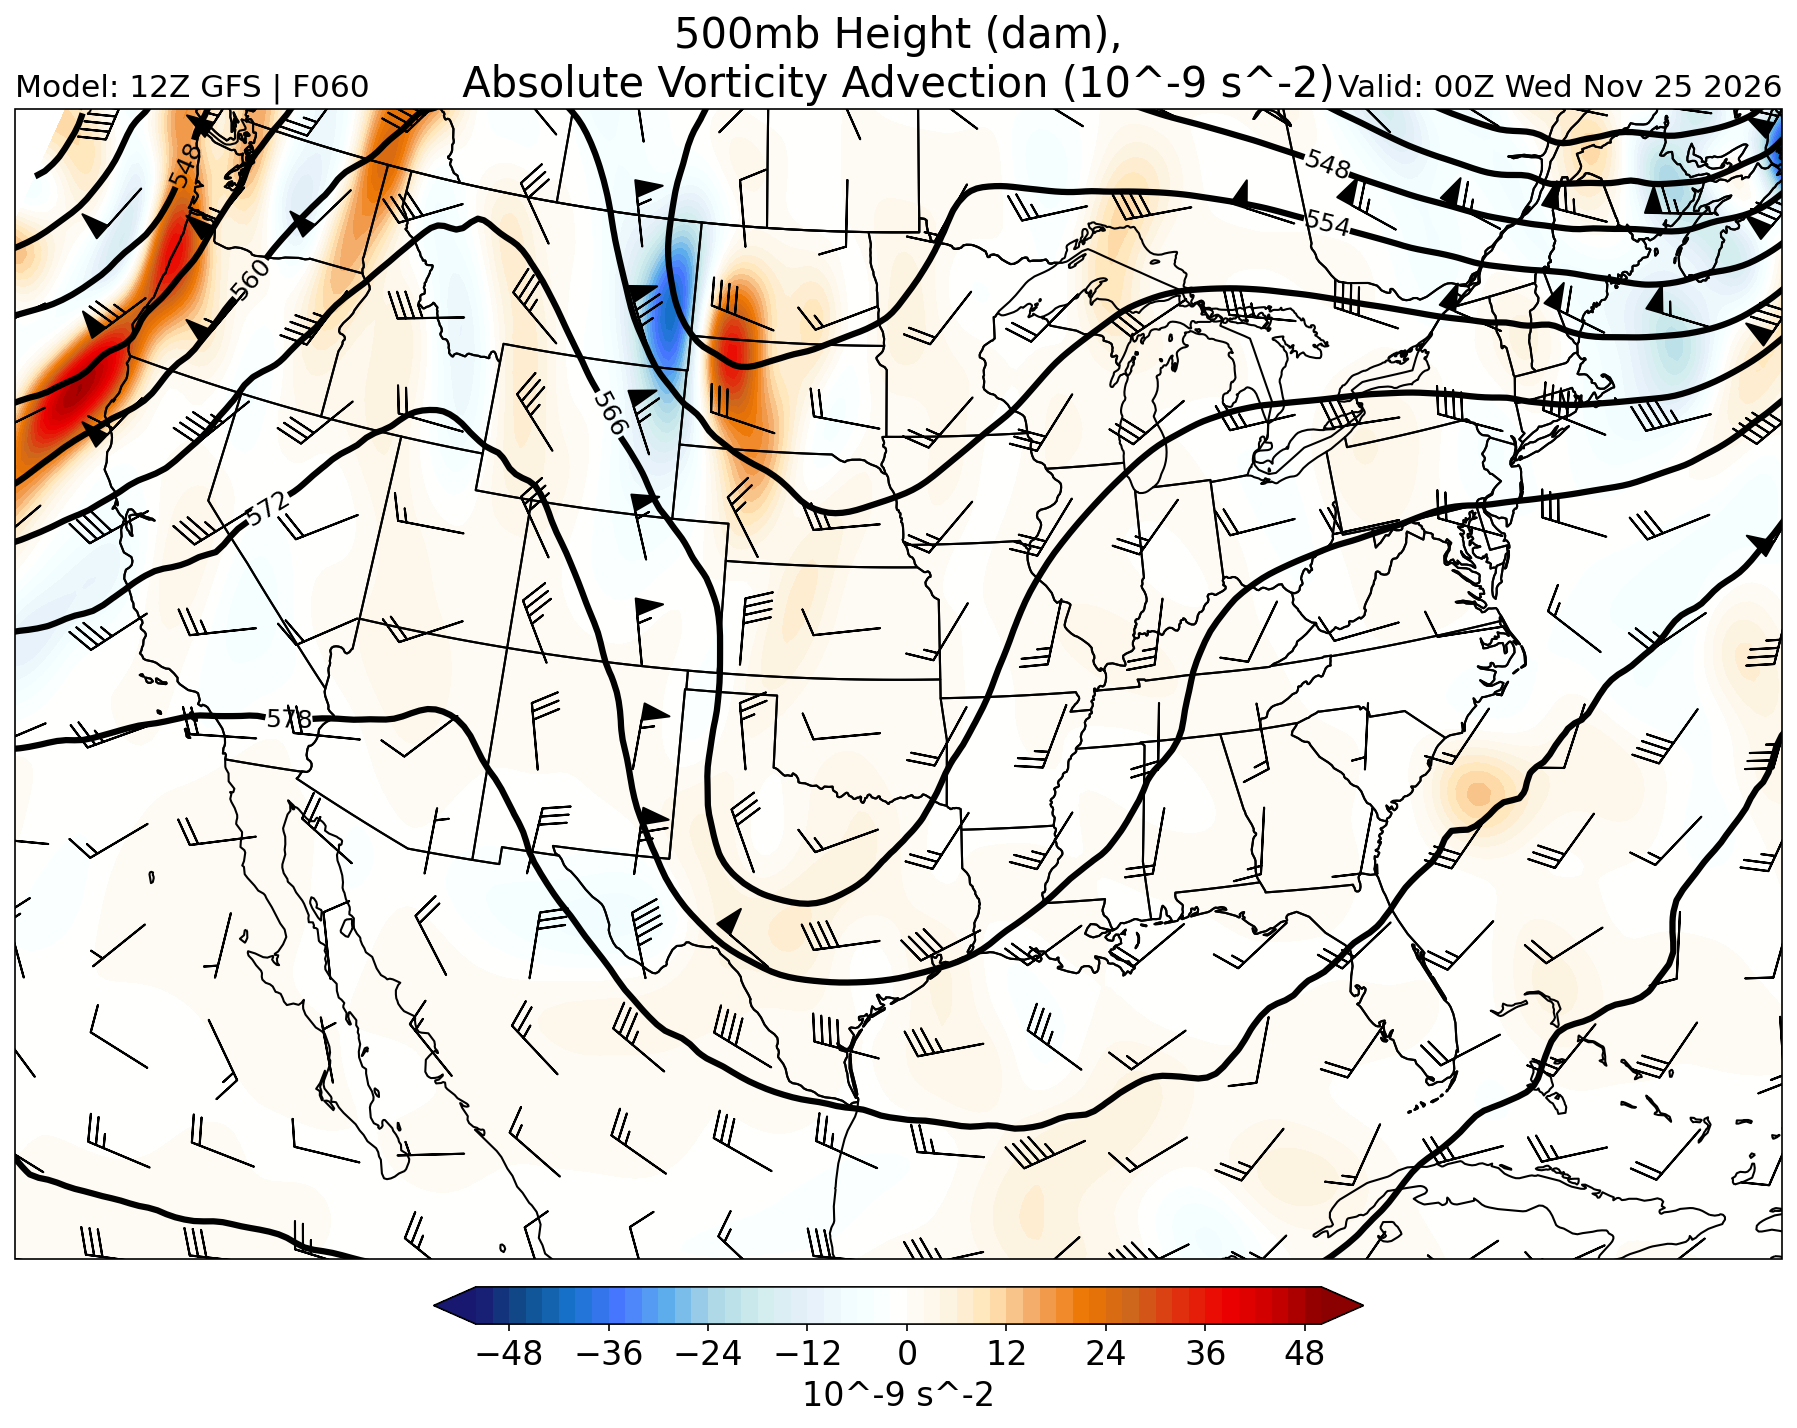 500mb Height (dam),
Model: 12Z GFS | F060
Absolute Vorticity Advection (10^-9 s^-2)
Valid: 00Z Wed Nov 25 2026
548
548
554
560
566
572
578
−48 −36 −24 −12 0 12 24 36 48
10^-9 s^-2